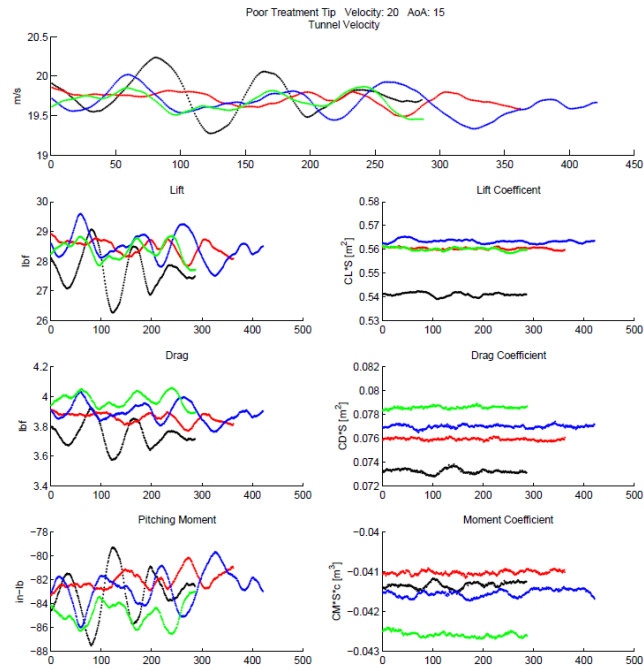 Poor Treatment Tip Velocity: 20 AoA: 15
Tunnel Velocity
20.5
20
19.5
19
m/s
0 50 100 150 200 250 300 350 400 450
Lift
30
29
28
27
26
lbf
0 100 200 300 400 500
Lift Coefficent
0.58
0.57
0.56
0.55
0.54
0.53
CL*S [m²]
0 100 200 300 400 500
Drag
4.2
4
3.8
3.6
3.4
lbf
0 100 200 300 400 500
Drag Coefficient
0.082
0.08
0.078
0.076
0.074
0.072
CD*S [m²]
0 100 200 300 400 500
Pitching Moment
-78
-80
-82
-84
-86
-88
in-lb
0 100 200 300 400 500
Moment Coefficient
-0.04
-0.041
-0.042
-0.043
CM*S*c [m³]
0 100 200 300 400 500